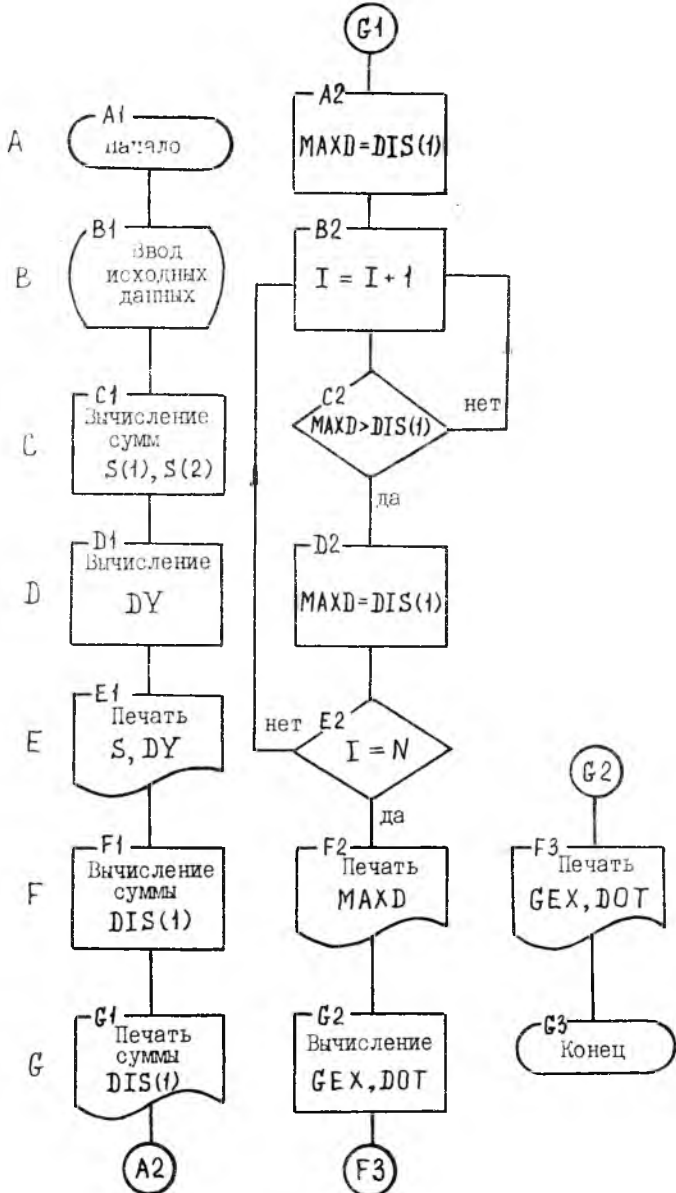 A
B
C
D
E
F
G
A1
Начало
B1
Ввод
исходных
данных
C1
Вычисление
сумм
S(1), S(2)
D1
Вычисление
DY
E1
Печать
S, DY
F1
Вычисление
суммы
DIS(1)
G1
Печать
суммы
DIS(1)
A2
G1
A2
MAXD=DIS(1)
B2
I = I + 1
C2
MAXD>DIS(1)
нет
да
D2
MAXD=DIS(1)
E2
нет
I = N
да
F2
Печать
MAXD
G2
Вычисление
GEX, DOT
F3
G2
F3
Печать
GEX, DOT
G3
Конец